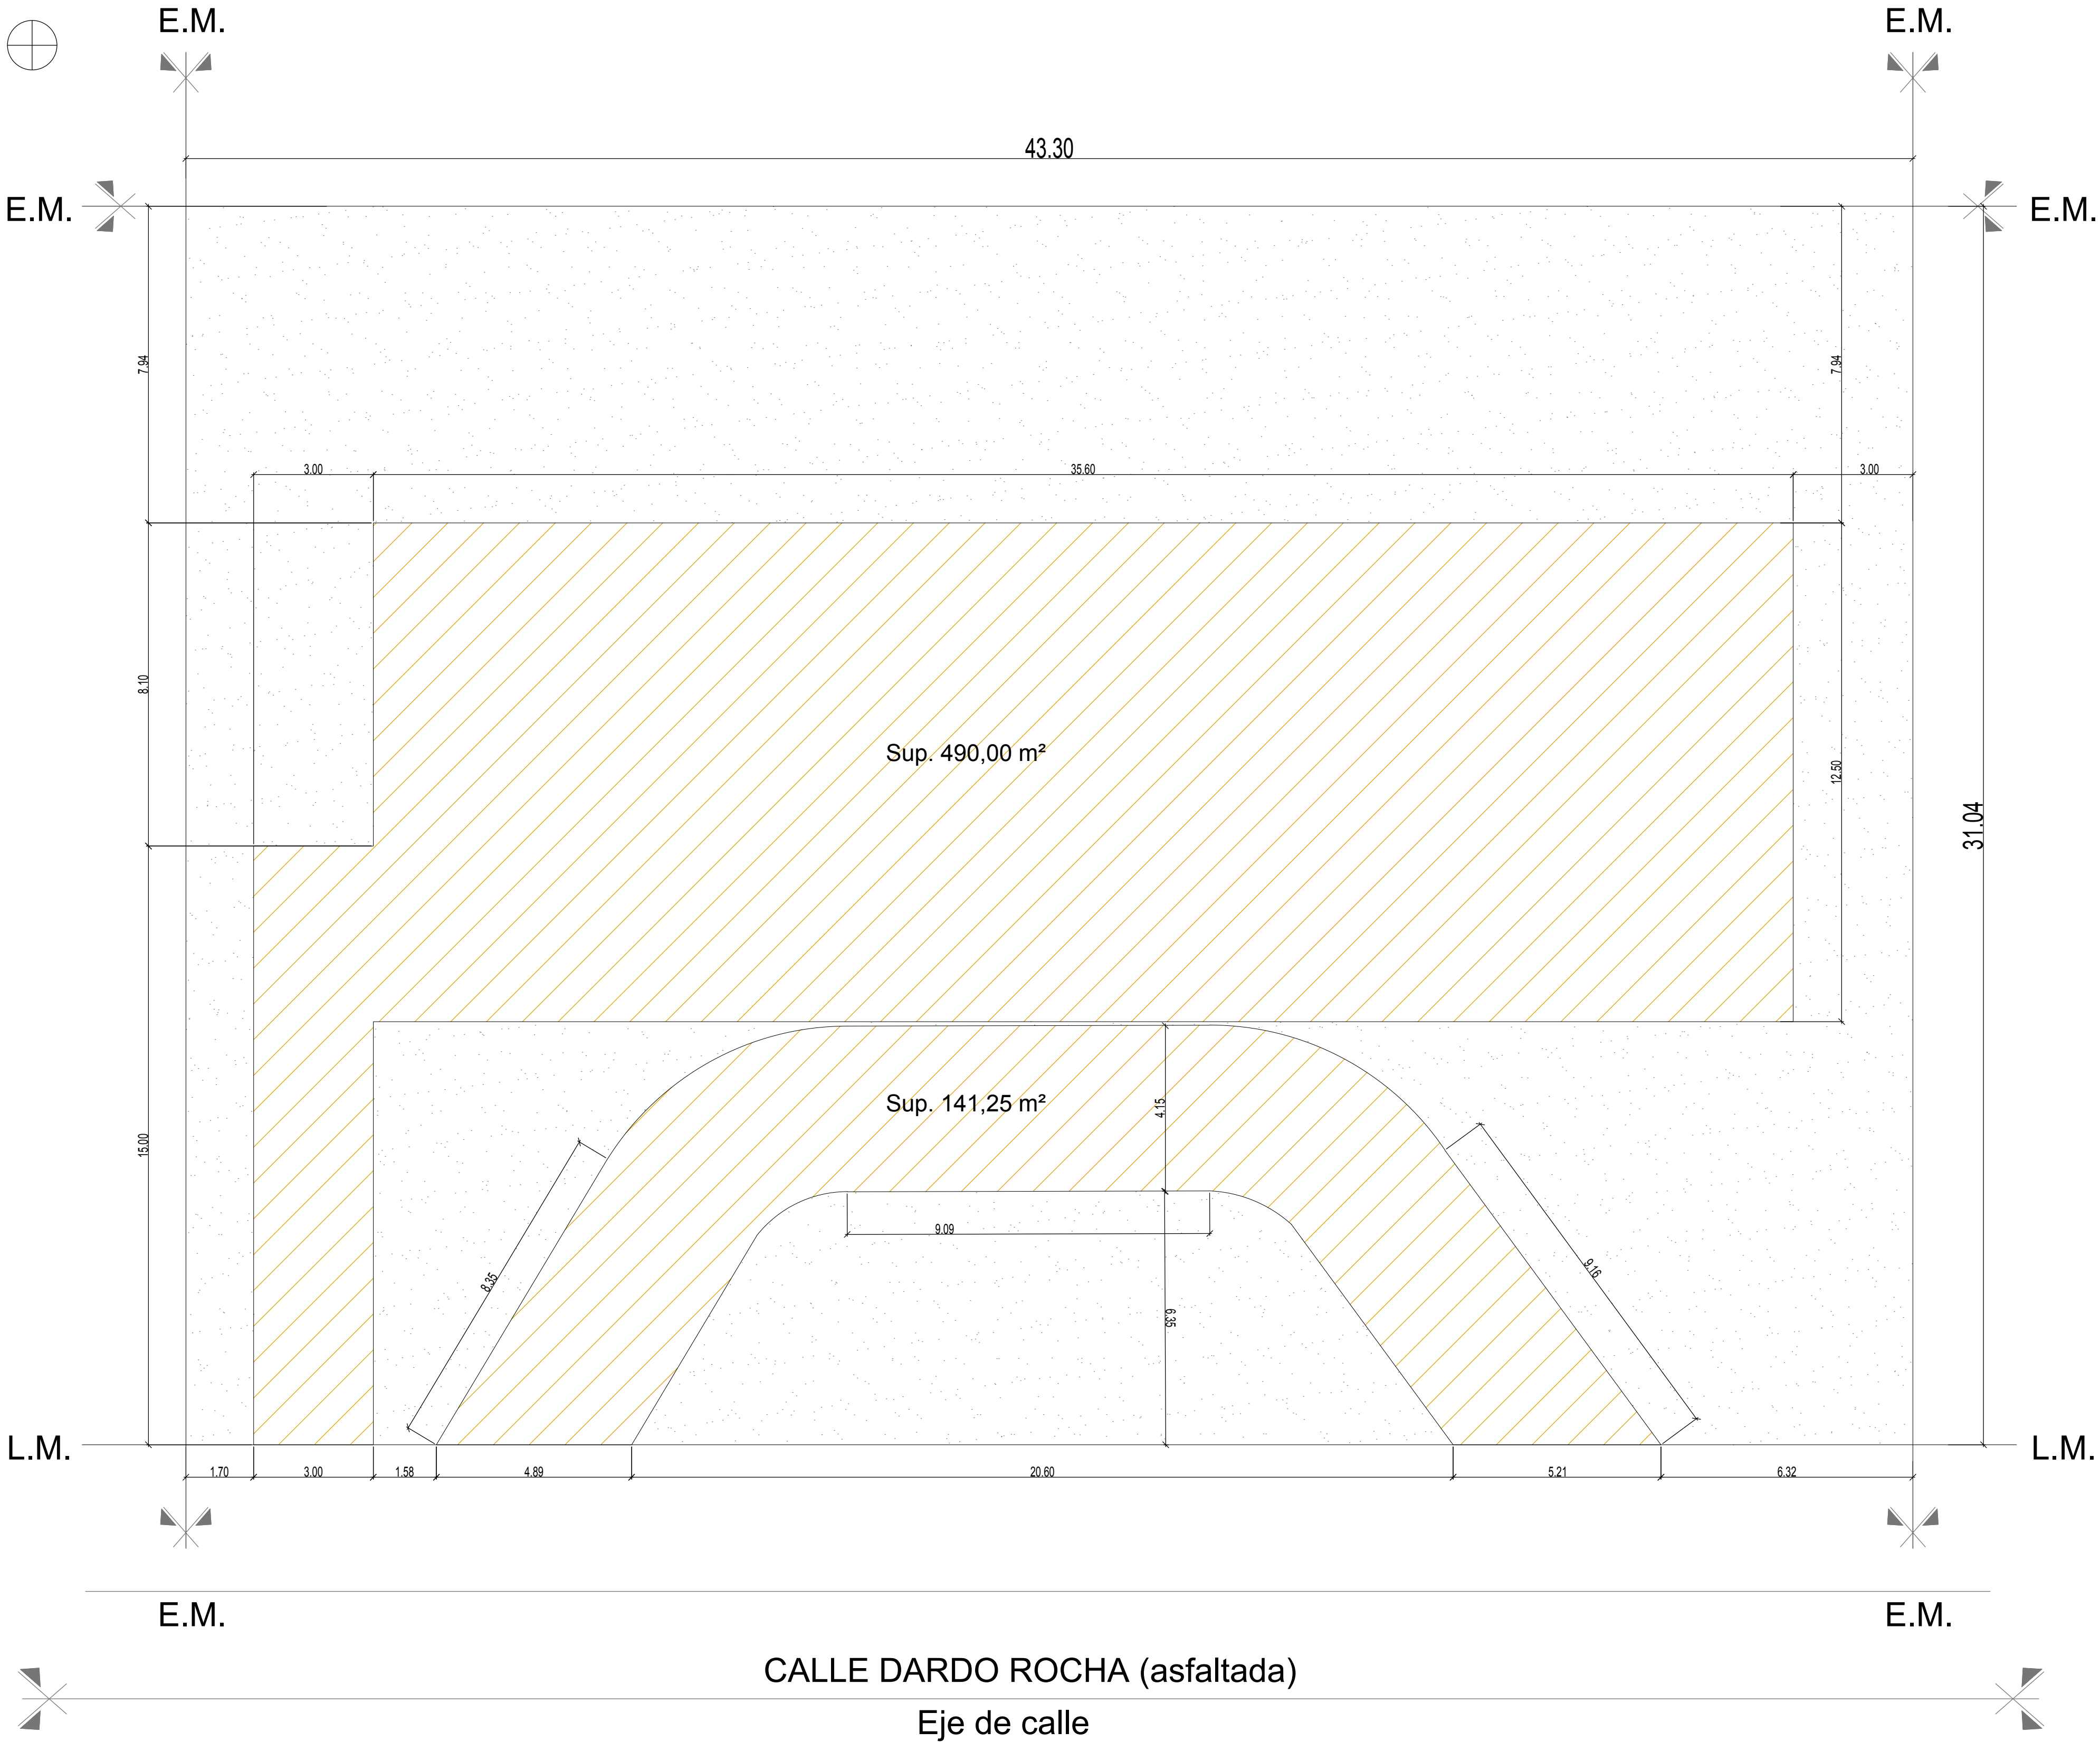 E.M.
E.M.
43.30
E.M.
E.M.
7.94
7.94
3.00
35.60
3.00
8.10
Sup. 490,00 m²
12.50
31.04
Sup. 141,25 m²
4.15
15.00
9.09
8.35
9.16
6.35
L.M.
L.M.
1.70
3.00
1.58
4.89
20.60
5.21
6.32
E.M.
E.M.
CALLE DARDO ROCHA (asfaltada)
Eje de calle